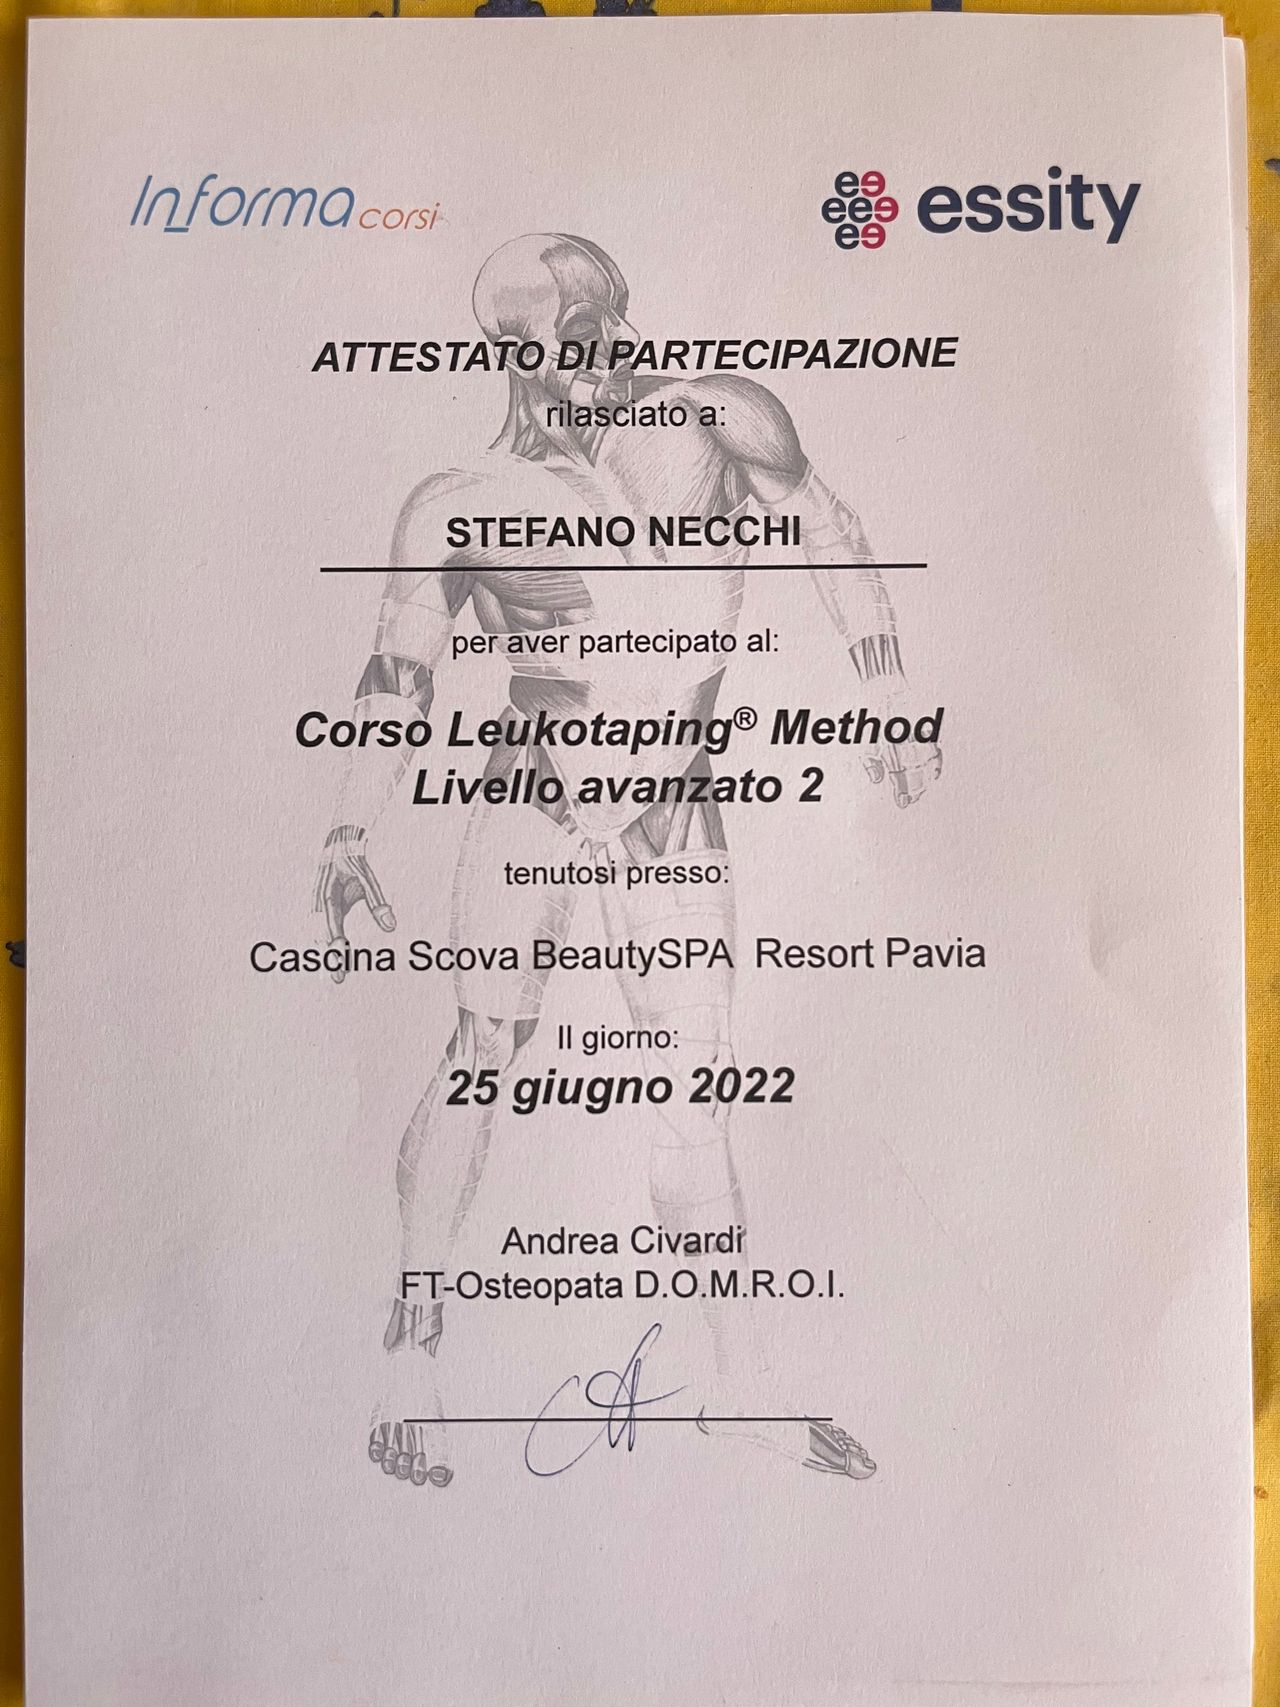 Informa corsi
essity
ATTESTATO DI PARTECIPAZIONE
rilasciato a:
STEFANO NECCHI
per aver partecipato al:
Corso Leukotaping® Method
Livello avanzato 2
tenutosi presso:
Cascina Scova BeautySPA Resort Pavia
Il giorno:
25 giugno 2022
Andrea Civardi
FT-Osteopata D.O.M.R.O.I.